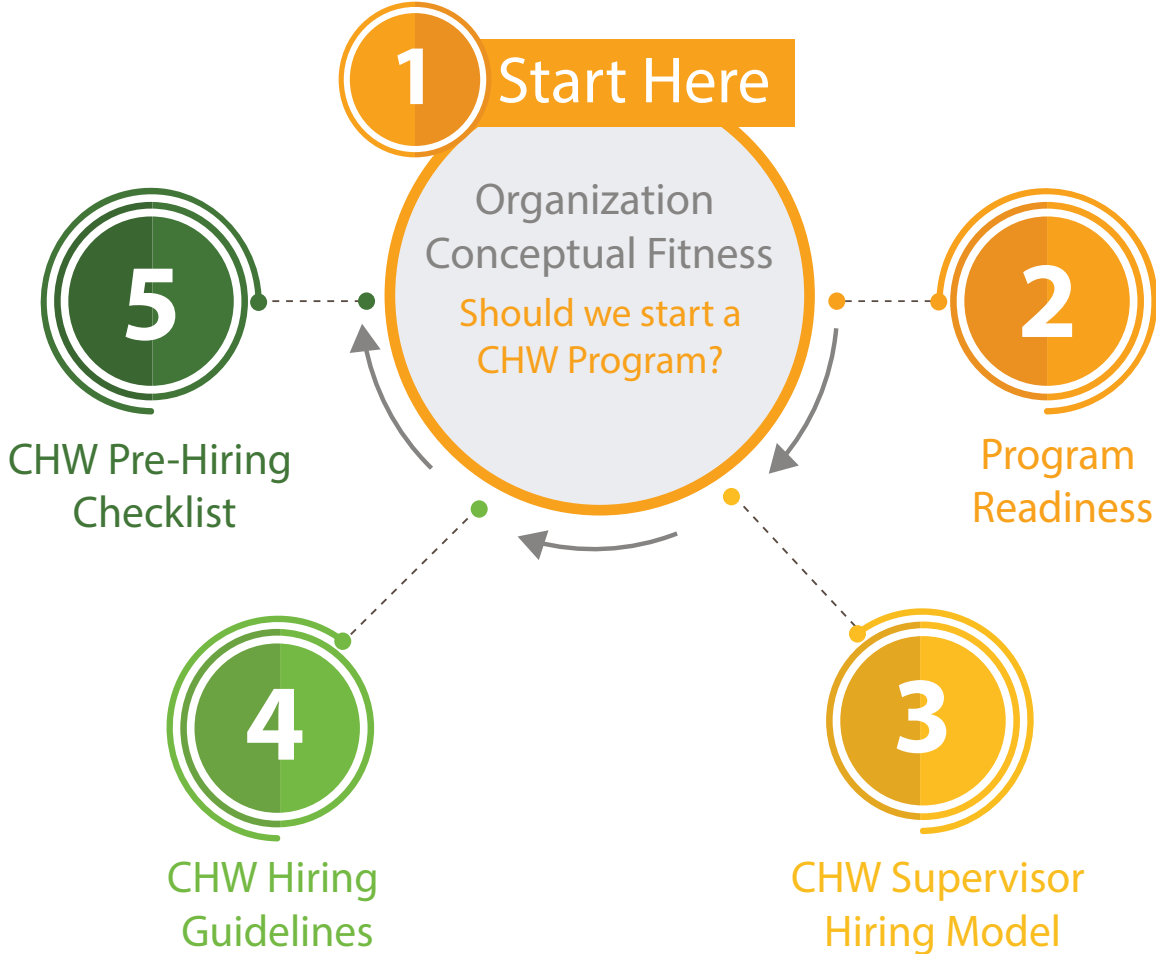 1
Start Here
Organization
Conceptual Fitness
Should we start a
CHW Program?
2
Program
Readiness
3
CHW Supervisor
Hiring Model
4
CHW Hiring
Guidelines
5
CHW Pre-Hiring
Checklist